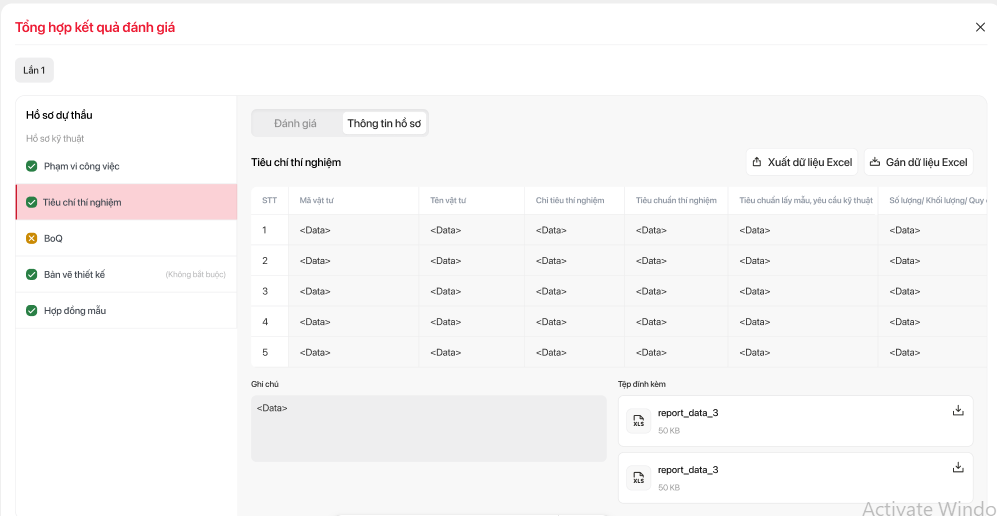 Tổng hợp kết quả đánh giá
Lần 1
Hồ sơ dự thầu
Hồ sơ kỹ thuật
Phạm vi công việc
Tiêu chí thí nghiệm
BoQ
Bản vẽ thiết kế (Không bắt buộc)
Hợp đồng mẫu
Đánh giá Thông tin hồ sơ
Tiêu chí thí nghiệm Xuất dữ liệu Excel Gán dữ liệu Excel
STT Mã vật tư Tên vật tư Chỉ tiêu thí nghiệm Tiêu chuẩn thí nghiệm Tiêu chuẩn lấy mẫu, yêu cầu kỹ thuật Số lượng/ Khối lượng/ Quy
1 <Data> <Data> <Data> <Data> <Data> <Data>
2 <Data> <Data> <Data> <Data> <Data> <Data>
3 <Data> <Data> <Data> <Data> <Data> <Data>
4 <Data> <Data> <Data> <Data> <Data> <Data>
5 <Data> <Data> <Data> <Data> <Data> <Data>
Ghi chú
<Data>
Tệp đính kèm
XLS
report_data_3
50 KB
XLS
report_data_3
50 KB
Activate Windo